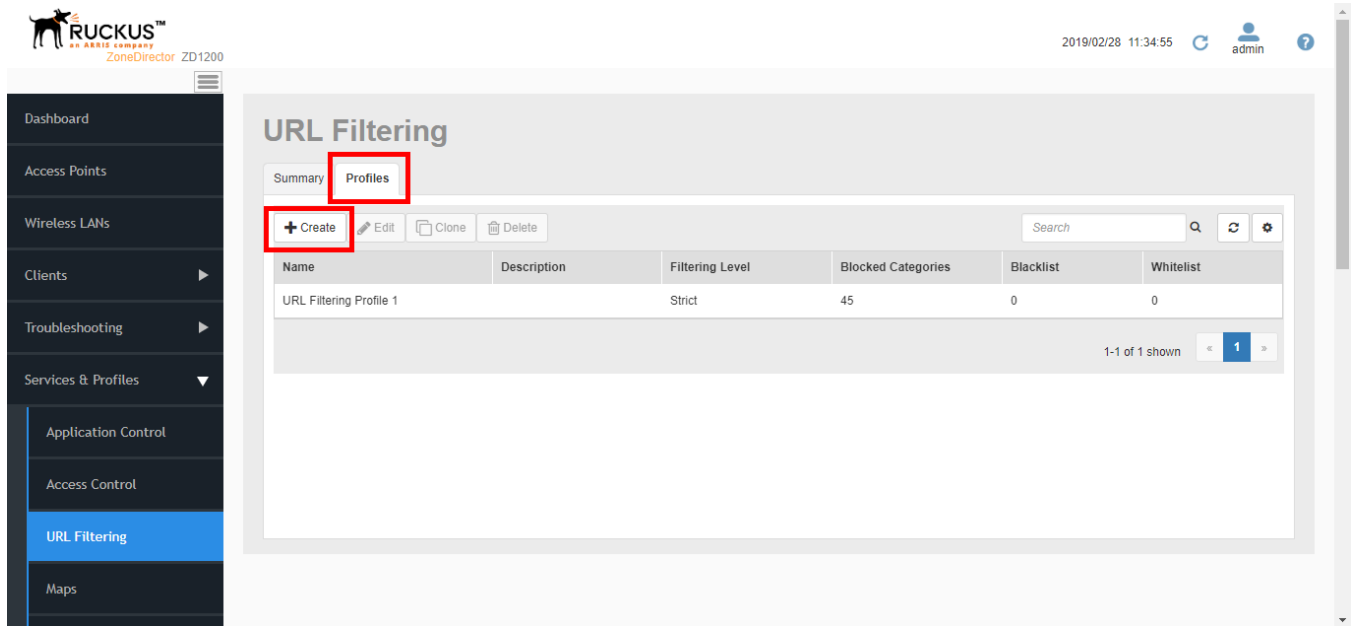 RUCKUS™
an ARRIS company
ZoneDirector ZD1200
2019/02/28 11:34:55
admin
?
Dashboard
Access Points
Wireless LANs
Clients
Troubleshooting
Services & Profiles
Application Control
Access Control
URL Filtering
Maps
URL Filtering
Summary Profiles
Create Edit Clone Delete Search
Name Description Filtering Level Blocked Categories Blacklist Whitelist
URL Filtering Profile 1 Strict 45 0 0
1-1 of 1 shown « 1 »